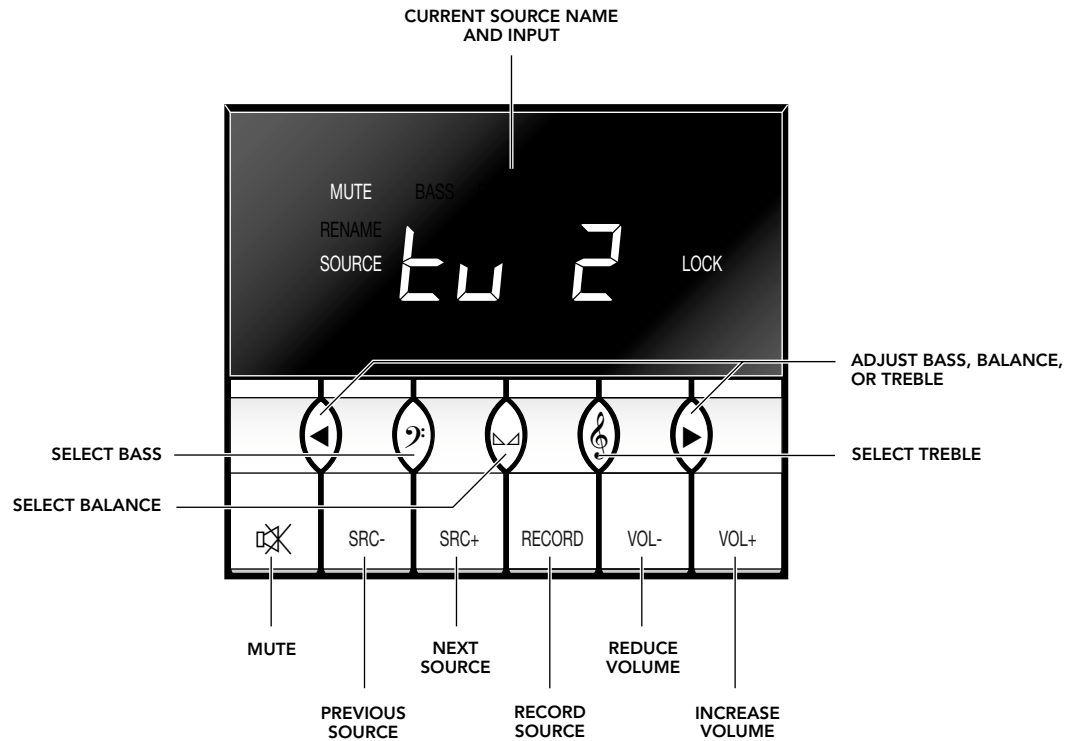 CURRENT SOURCE NAME
AND INPUT
MUTE BASS
RENAME
SOURCE tu 2 LOCK
ADJUST BASS, BALANCE,
OR TREBLE
SELECT BASS
SELECT TREBLE
SELECT BALANCE
SRC- SRC+ RECORD VOL- VOL+
MUTE
NEXT
SOURCE
REDUCE
VOLUME
PREVIOUS
SOURCE
RECORD
SOURCE
INCREASE
VOLUME